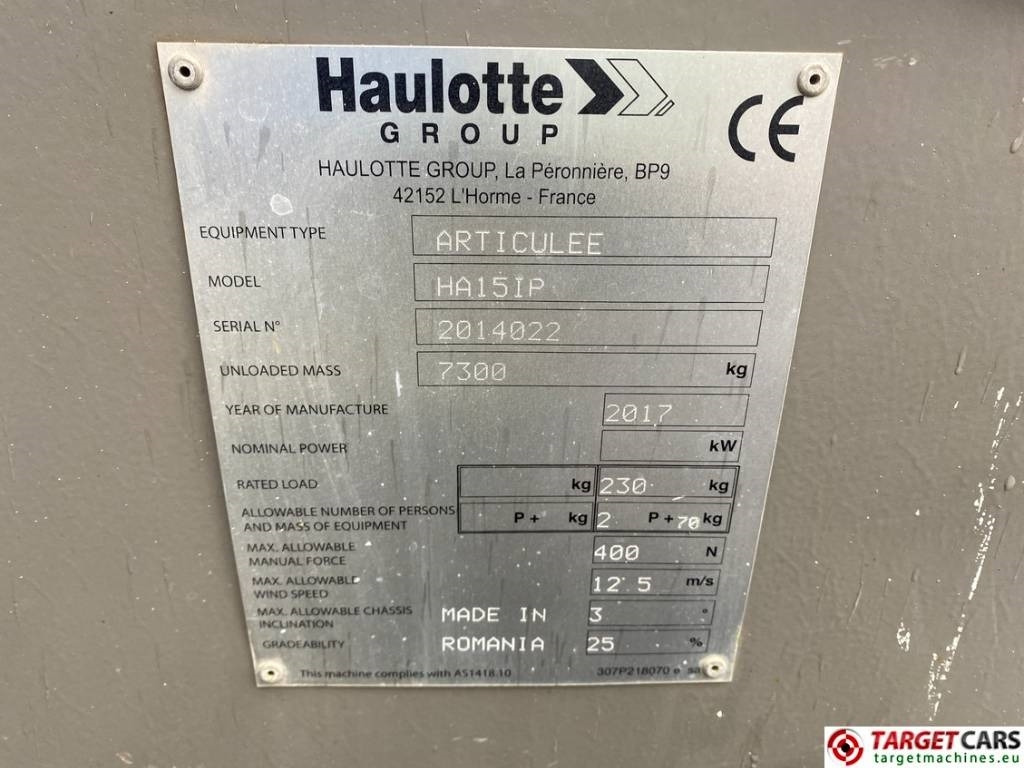 Haulotte
GROUP
CE
HAULOTTE GROUP, La Péronnière, BP9
42152 L'Horme - France
EQUIPMENT TYPE ARTICULEE
MODEL HA15IP
SERIAL N° 2014022
UNLOADED MASS 7300 kg
YEAR OF MANUFACTURE 2017
NOMINAL POWER kW
RATED LOAD kg 230 kg
ALLOWABLE NUMBER OF PERSONS
AND MASS OF EQUIPMENT P + kg 2 P + 70 kg
MAX. ALLOWABLE
MANUAL FORCE 400 N
MAX. ALLOWABLE
WIND SPEED 12.5 m/s
MAX. ALLOWABLE CHASSIS
INCLINATION MADE IN 3 °
GRADEABILITY ROMANIA 25 %
This machine complies with AS1418.10 307P218070 e
TARGETCARS
targetmachines.eu